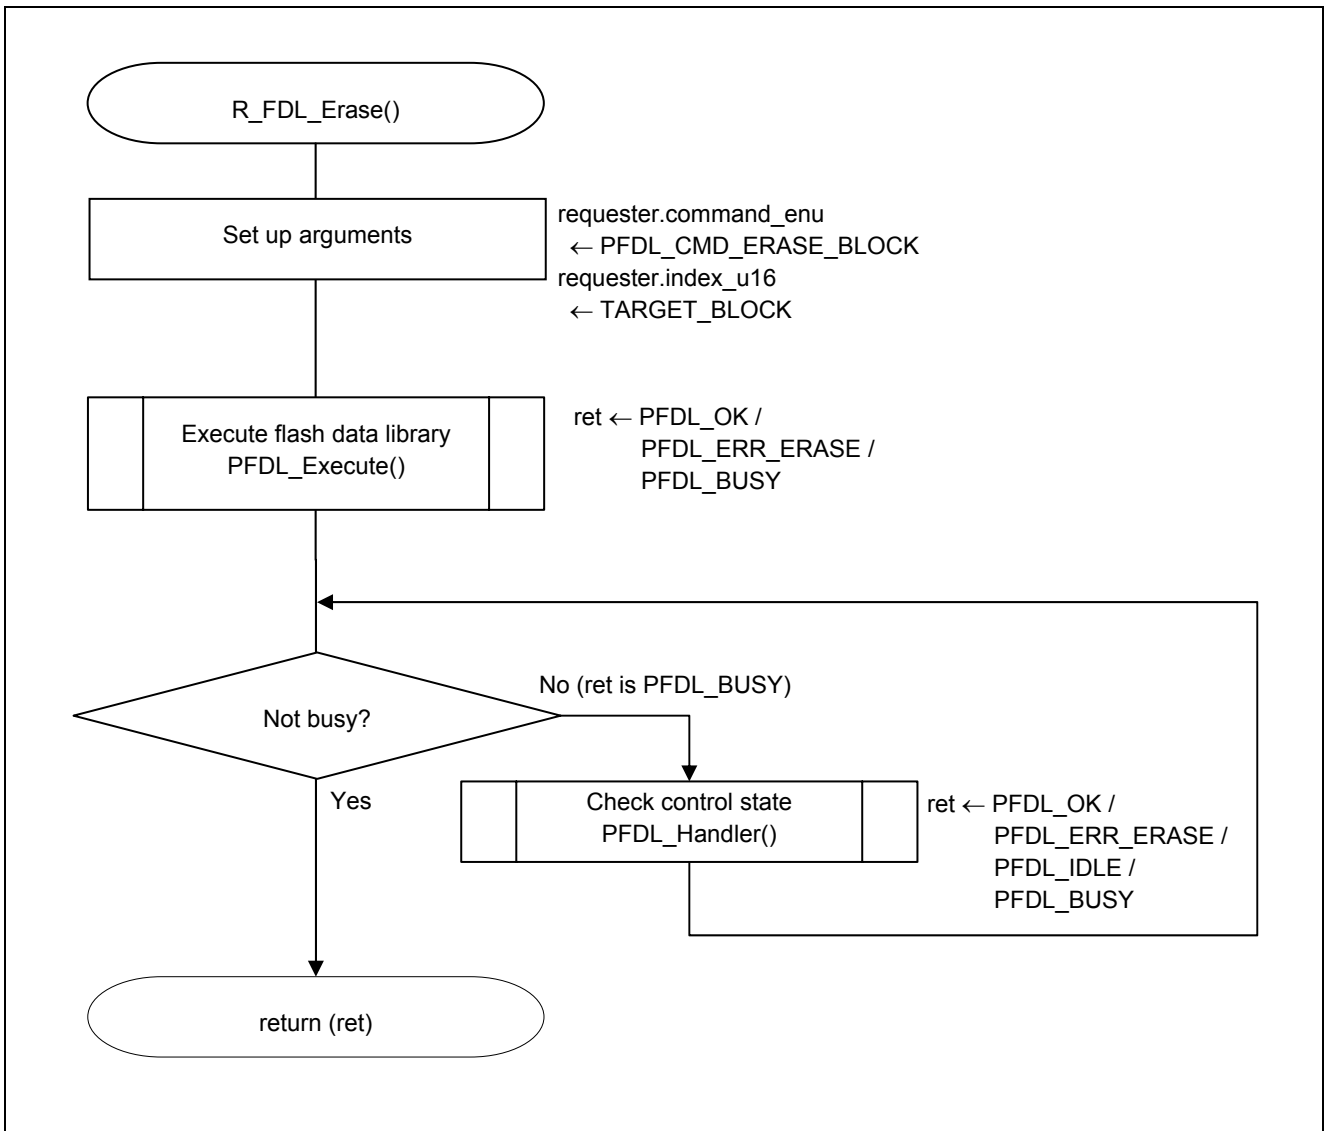 R_FDL_Erase()
Set up arguments
requester.command_enu
← PFDL_CMD_ERASE_BLOCK
requester.index_u16
← TARGET_BLOCK
Execute flash data library
PFDL_Execute()
ret ← PFDL_OK /
PFDL_ERR_ERASE /
PFDL_BUSY
Not busy?
No (ret is PFDL_BUSY)
Yes
Check control state
PFDL_Handler()
ret ← PFDL_OK /
PFDL_ERR_ERASE /
PFDL_IDLE /
PFDL_BUSY
return (ret)